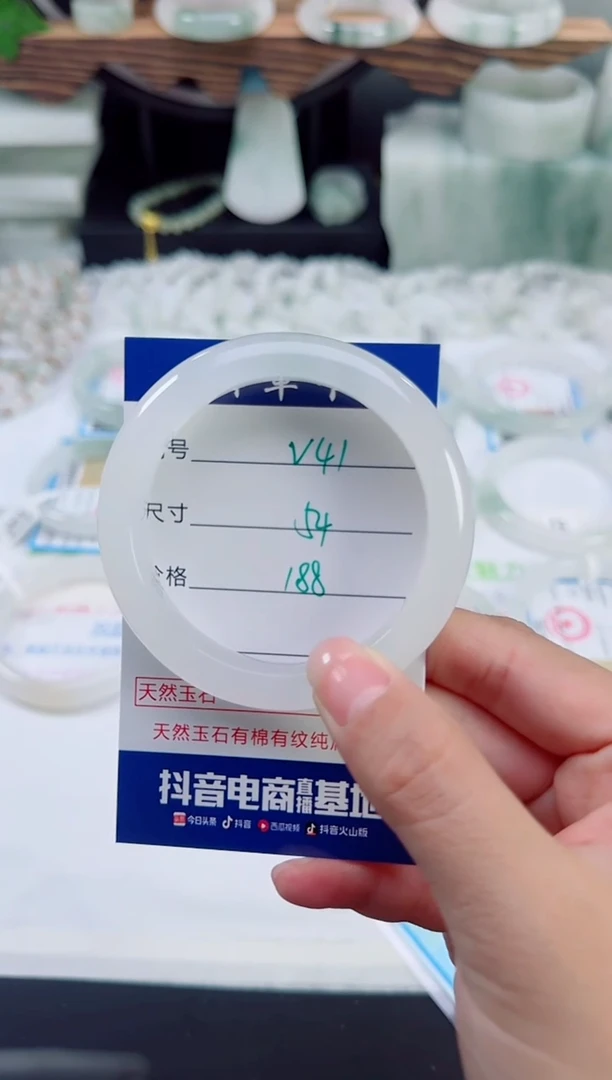 号 V41
尺寸 54
格 188
天然玉石
天然玉石有棉有纹纯
抖音电商直播基地
今日头条 抖音 西瓜视频 抖音火山版